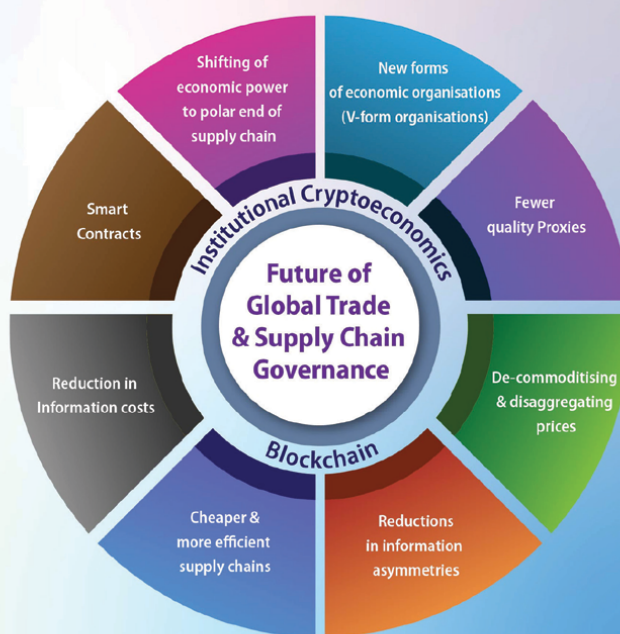 Shifting of
economic power
to polar end of
supply chain
New forms
of economic organisations
(V-form organisations)
Fewer
quality Proxies
De-commoditising
& disaggregating
prices
Reductions
in information
asymmetries
Cheaper &
more efficient
supply chains
Reduction in
Information costs
Smart
Contracts
Institutional Cryptoeconomics
Future of
Global Trade
& Supply Chain
Governance
Blockchain